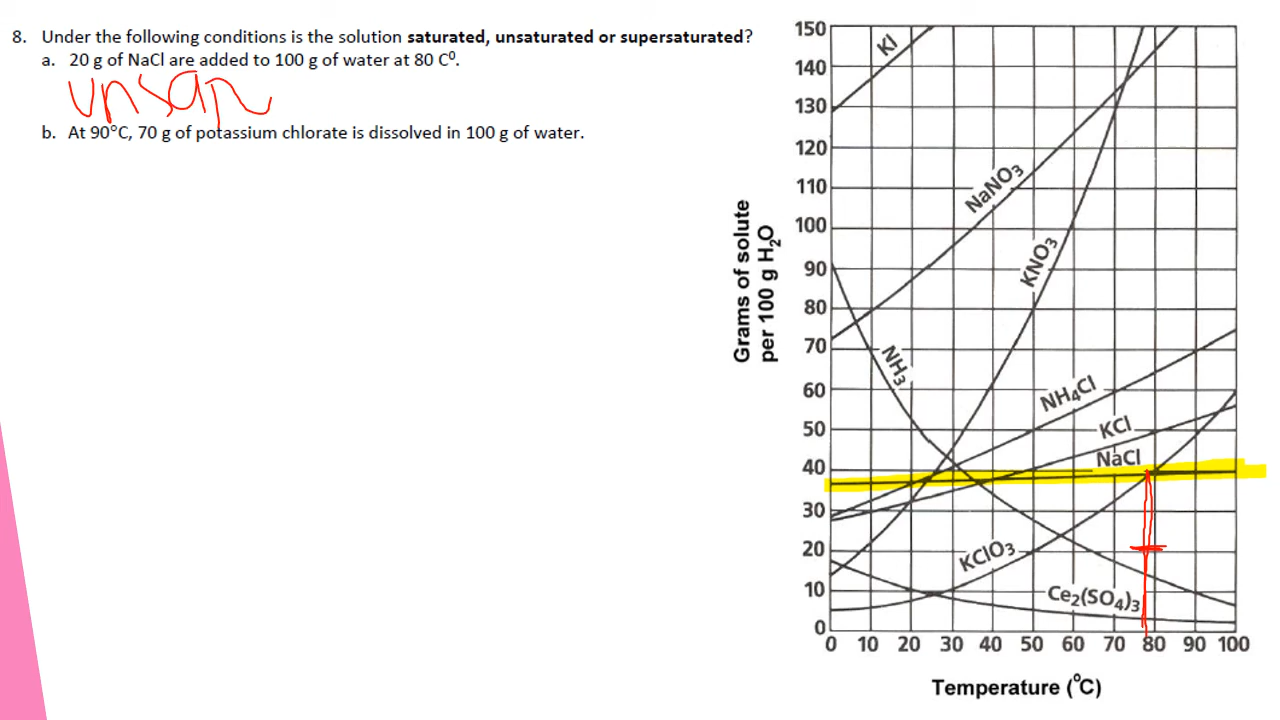 8. Under the following conditions is the solution saturated, unsaturated or supersaturated?
a. 20 g of NaCl are added to 100 g of water at 80 C⁰.
unsat
b. At 90°C, 70 g of potassium chlorate is dissolved in 100 g of water.
Grams of solute
per 100 g H₂O
150
140
130
120
110
100
90
80
70
60
50
40
30
20
10
0
KI
NaNO₃
KNO₃
NH₃
NH₄Cl
KCl
NaCl
KClO₃
Ce₂(SO₄)₃
0 10 20 30 40 50 60 70 80 90 100
Temperature (°C)